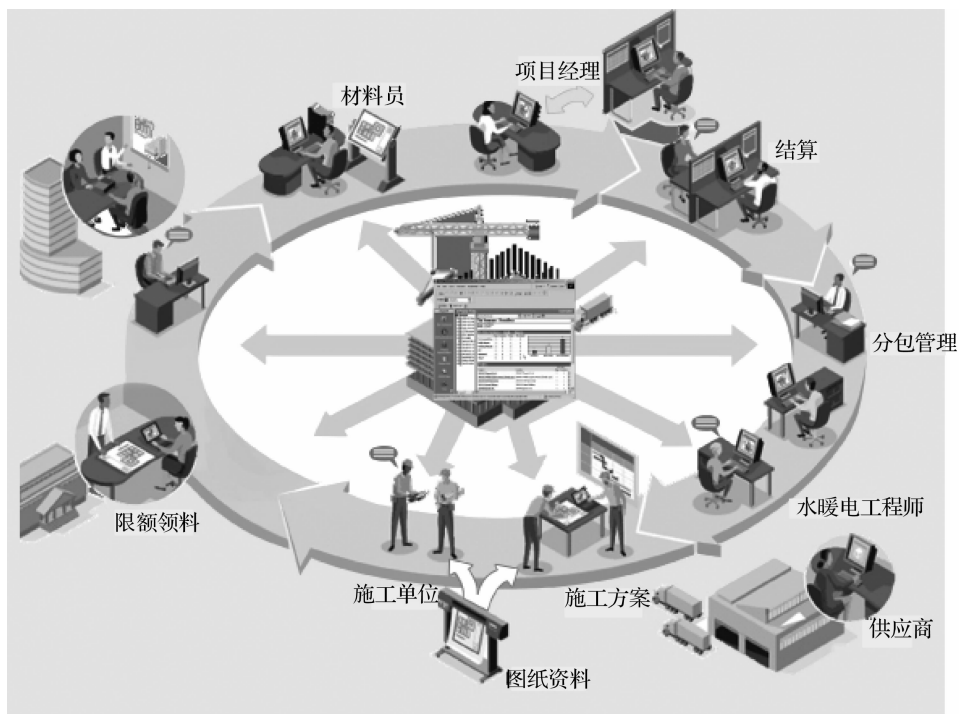 项目经理
材料员
结算
分包管理
水暖电工程师
限额领料
施工单位
施工方案
供应商
图纸资料